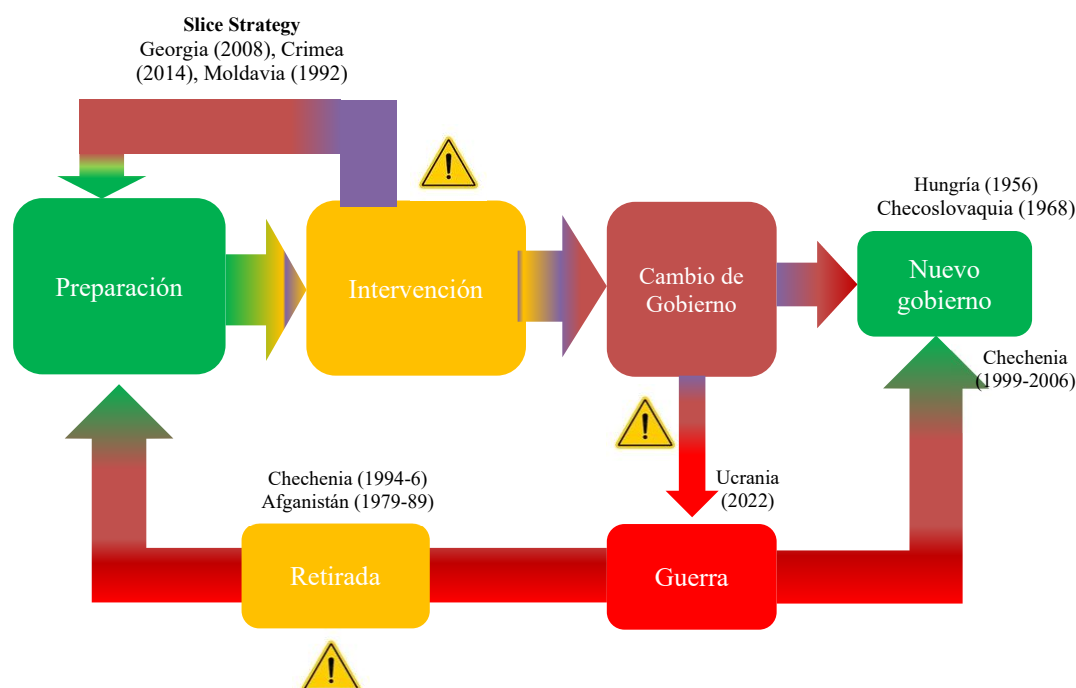 Slice Strategy
Georgia (2008), Crimea
(2014), Moldavia (1992)
Hungría (1956)
Checoslovaquia (1968)
Preparación
Intervención
Cambio de
Gobierno
Nuevo
gobierno
Chechenia
(1999-2006)
Chechenia (1994-6)
Afganistán (1979-89)
Ucrania
(2022)
Retirada
Guerra